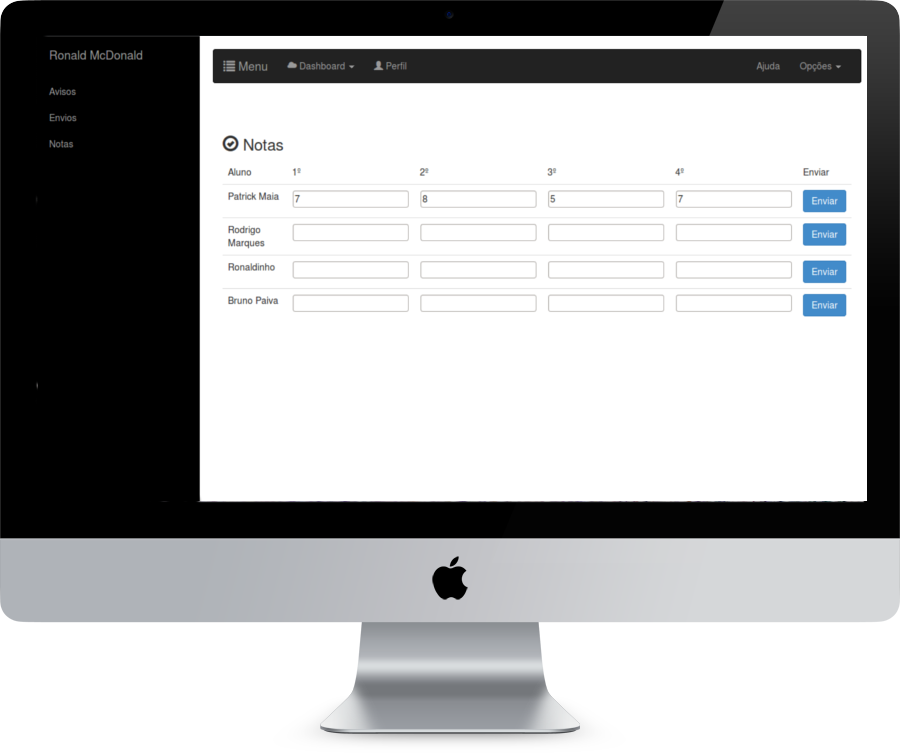 Ronald McDonald
Avisos
Envios
Notas
Menu Dashboard Perfil Ajuda Opções
Notas
Aluno 1º 2º 3º 4º Enviar
Patrick Maia 7 8 5 7 Enviar
Rodrigo
Marques Enviar
Ronaldinho Enviar
Bruno Paiva Enviar